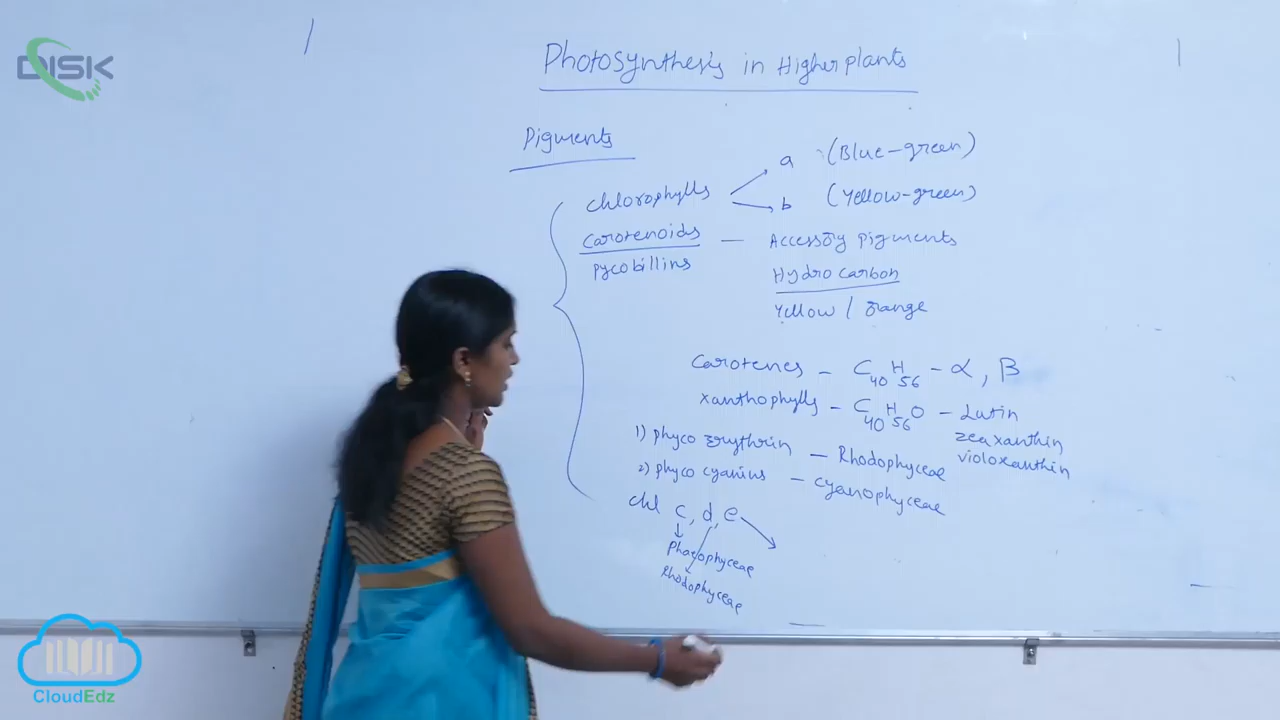 DISK
Photosynthesis in Higher plants
Pigments
chlorophylls a (Blue-green)
b (Yellow-green)
Carotenoids — Accessory pigments
pycobillins
Hydro carbon
Yellow / orange
Carotenes - C40H56 - α, β
xanthophylls - C40H56O - Lutin
zeaxanthin
violoxanthin
1) phyco erythrin - Rhodophyceae
2) phyco cyanins - cyanophyceae
chl c, d, e
Phaeophyceae
Rhodophyceae
CloudEdz